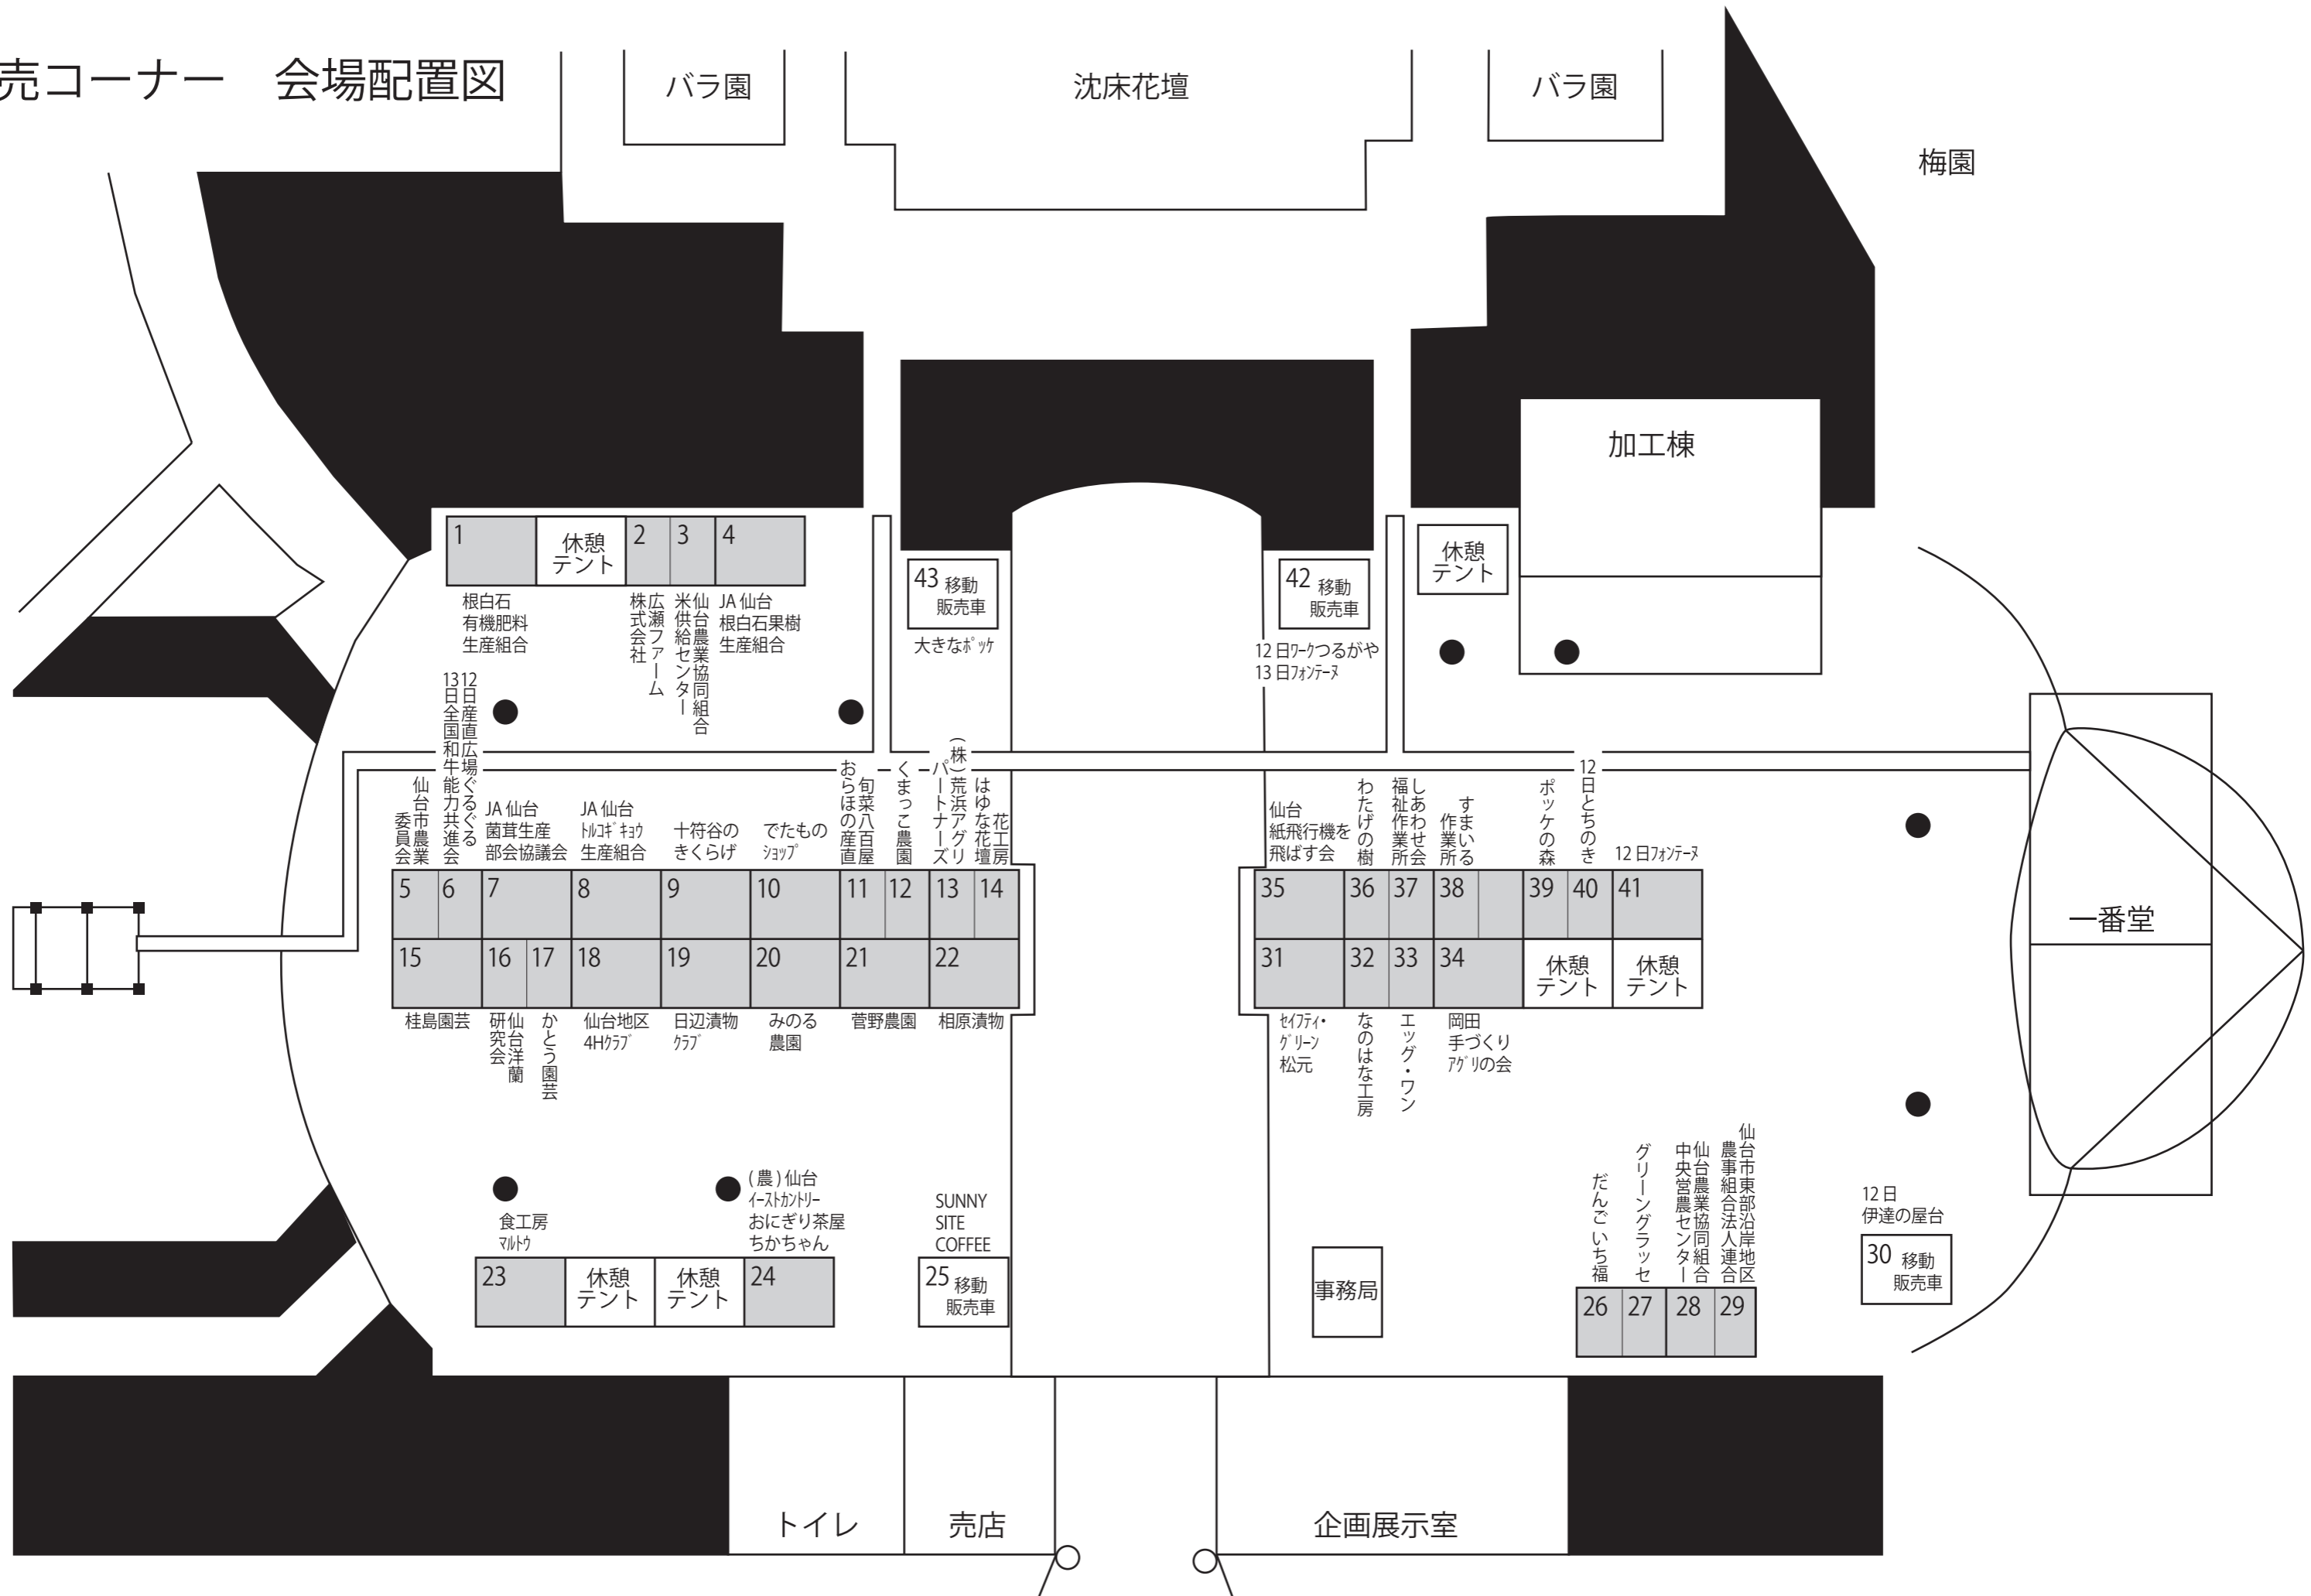 売コーナー　会場配置図
バラ園
沈床花壇
バラ園
梅園
加工棟
1
休憩
テント
2
3
4
根白石
有機肥料
生産組合
広瀬ファーム
株式会社
仙台農業協同組合
米供給センター
JA 仙台
根白石果樹
生産組合
43 移動
販売車
大きなポッケ
42 移動
販売車
12 日ワークつるがや
13 日フォンテーヌ
休憩
テント
仙台市農業
委員会
12日産直広場ぐるぐる
13日全国和牛能力共進会
JA 仙台
菌茸生産
部会協議会
JA 仙台
トルコギキョウ
生産組合
十符谷の
きくらげ
でたもの
ショップ
旬菜八百屋
おらほの産直
くまっこ農園
（株）荒浜アグリ
パートナーズ
花工房
はゆな花壇
5
6
7
8
9
10
11
12
13
14
15
16
17
18
19
20
21
22
桂島園芸
仙台洋蘭
研究会
かとう園芸
仙台地区
4Hクラブ
日辺漬物
クラブ
みのる
農園
菅野農園
相原漬物
仙台
紙飛行機を
飛ばす会
わたげの樹
しあわせ会
福祉作業所
すまいる
作業所
ポッケの森
12日とちのき
12 日フォンテーヌ
35
36
37
38
39
40
41
31
32
33
34
休憩
テント
休憩
テント
セイフティ・
グリーン
松元
なのはな工房
エッグ・ワン
岡田
手づくり
アグリの会
一番堂
食工房
マルトウ
(農)仙台
イーストカントリー
おにぎり茶屋
ちかちゃん
23
休憩
テント
休憩
テント
24
SUNNY
SITE
COFFEE
25 移動
販売車
事務局
だんごいち福
グリーングラッセ
仙台農業協同組合
中央営農センター
仙台市東部沿岸地区
農事組合法人連合
26
27
28
29
12 日
伊達の屋台
30 移動
販売車
トイレ
売店
企画展示室